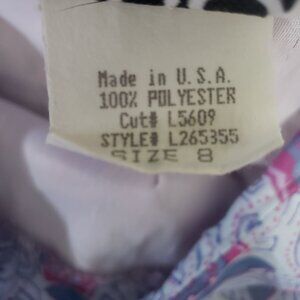 Made in U.S.A.
100% POLYESTER
Cut# L5609
STYLE# L265355
SIZE 8